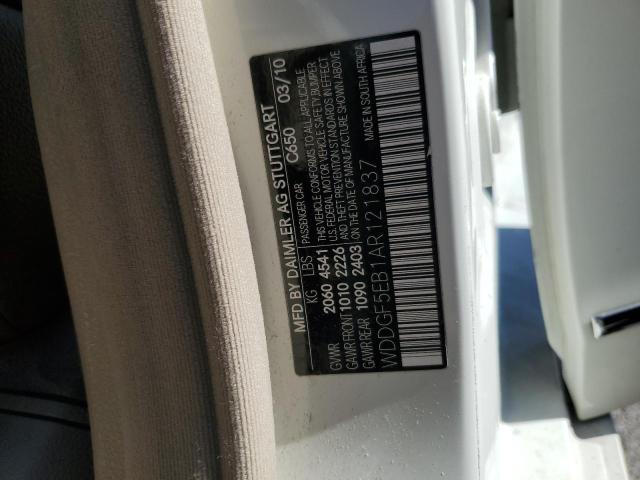 MFD BY DAIMLER AG STUTTGART
PASSENGER CAR C650 03/10
KG LBS THIS VEHICLE CONFORMS TO ALL APPLICABLE
U.S. FEDERAL MOTOR VEHICLE SAFETY BUMPER
GVWR 2060 4541 AND THEFT PREVENTION STANDARDS IN EFFECT
GAWR FRONT 1010 2226 ON THE DATE OF MANUFACTURE SHOWN ABOVE
GAWR REAR 1090 2403 MADE IN SOUTH AFRICA
WDDGF5EB1AR121837